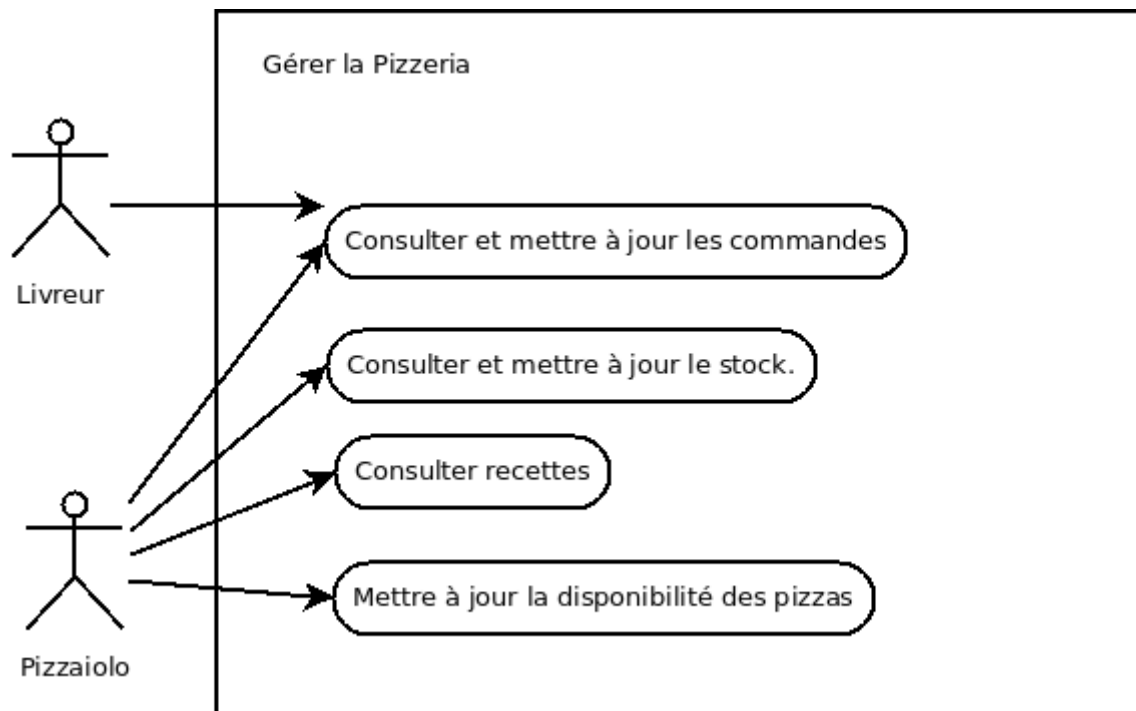 Gérer la Pizzeria
Livreur
Consulter et mettre à jour les commandes
Consulter et mettre à jour le stock.
Consulter recettes
Mettre à jour la disponibilité des pizzas
Pizzaiolo